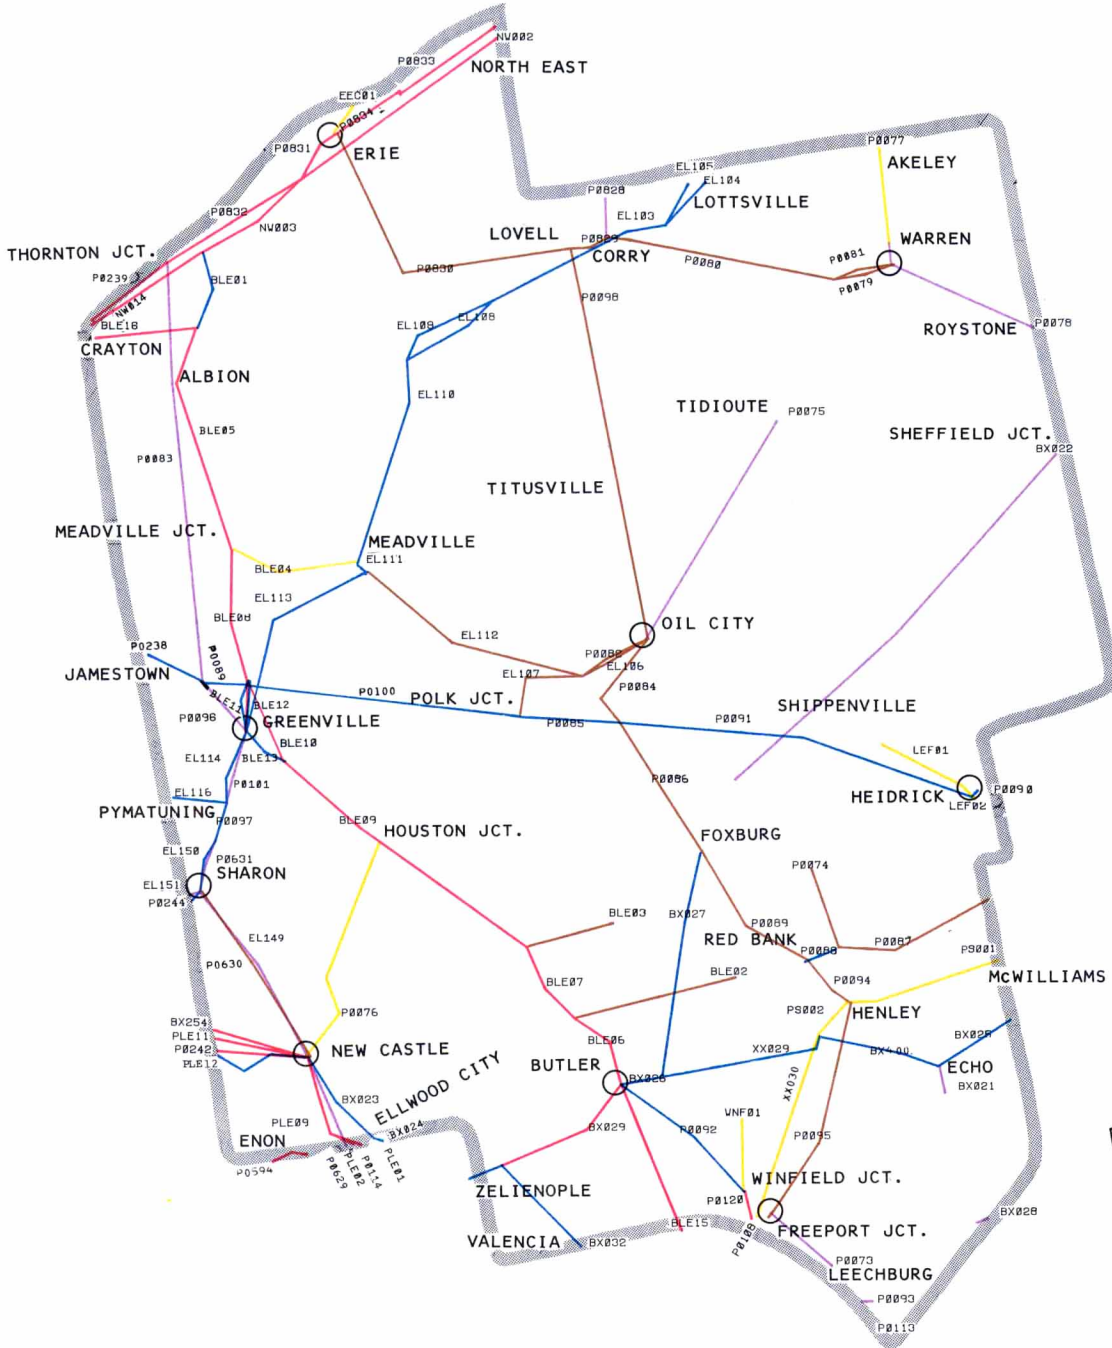 NW002
P0833
NORTH EAST
EEC01
P0834
P0831
ERIE
P0077
AKELEY
EL105
EL104
P0828
LOTTSVILLE
P0832
EL103
NW003
LOVELL
P0829
CORRY
WARREN
THORNTON JCT.
P0080
P0081
P0079
P0830
P0239
BLE01
NW014
P0098
BLE18
EL109
EL108
ROYSTONE
P0078
CRAYTON
ALBION
EL110
TIDIOUTE
P0075
BLE05
SHEFFIELD JCT.
BX022
P0083
TITUSVILLE
MEADVILLE JCT.
MEADVILLE
EL111
BLE04
EL113
BLE08
OIL CITY
EL112
P0238
P0082
EL106
JAMESTOWN
P0089
EL107
BLE11
P0100
P0084
BLE12
POLK JCT.
SHIPPENVILLE
P0096
GREENVILLE
P0085
P0091
BLE10
EL114
BLE13
LEF01
P0101
P0086
EL116
HEIDRICK
P0090
LEF02
PYMATUNING
P0097
BLE09
HOUSTON JCT.
FOXBURG
EL150
P0631
SHARON
P0074
EL151
P0244
BLE03
BX027
P0089
EL149
RED BANK
P0088
P0087
PS001
P0630
BLE02
McWILLIAMS
BLE07
P0094
P0076
PS002
HENLEY
BX254
PLE11
BX025
P0242
NEW CASTLE
BLE06
XX029
PLE12
BUTLER
ECHO
BX026
XX030
BX021
BX023
ELLWOOD CITY
WNF01
PLE09
BX024
BX029
P0092
ENON
P0095
P0594
P0629
PLE02
P0114
PLE01
WINFIELD JCT.
ZELIENOPLE
P0120
P0108
BX028
BLE15
FREEPORT JCT.
VALENCIA
BX032
P0073
LEECHBURG
P0093
P0113